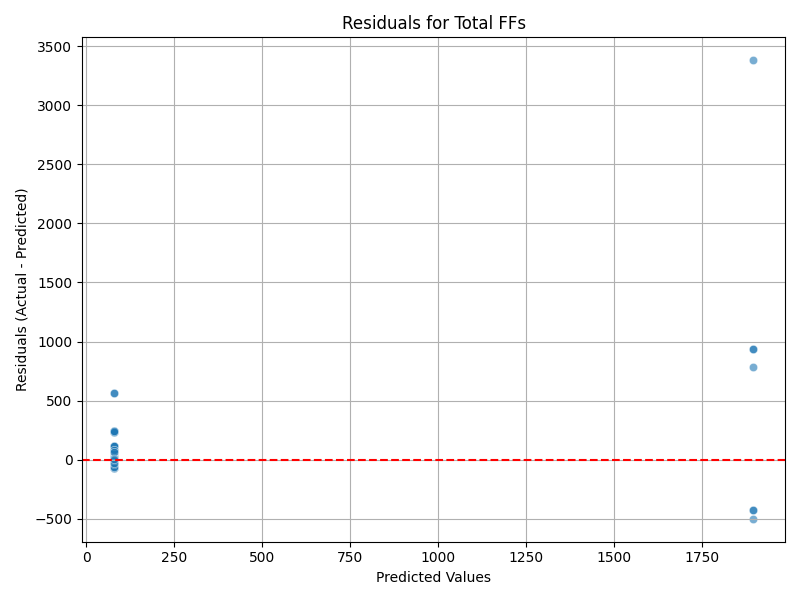 Residuals for Total FFs
3500
3000
2500
2000
1500
1000
500
0
−500
Residuals (Actual - Predicted)
0 250 500 750 1000 1250 1500 1750
Predicted Values